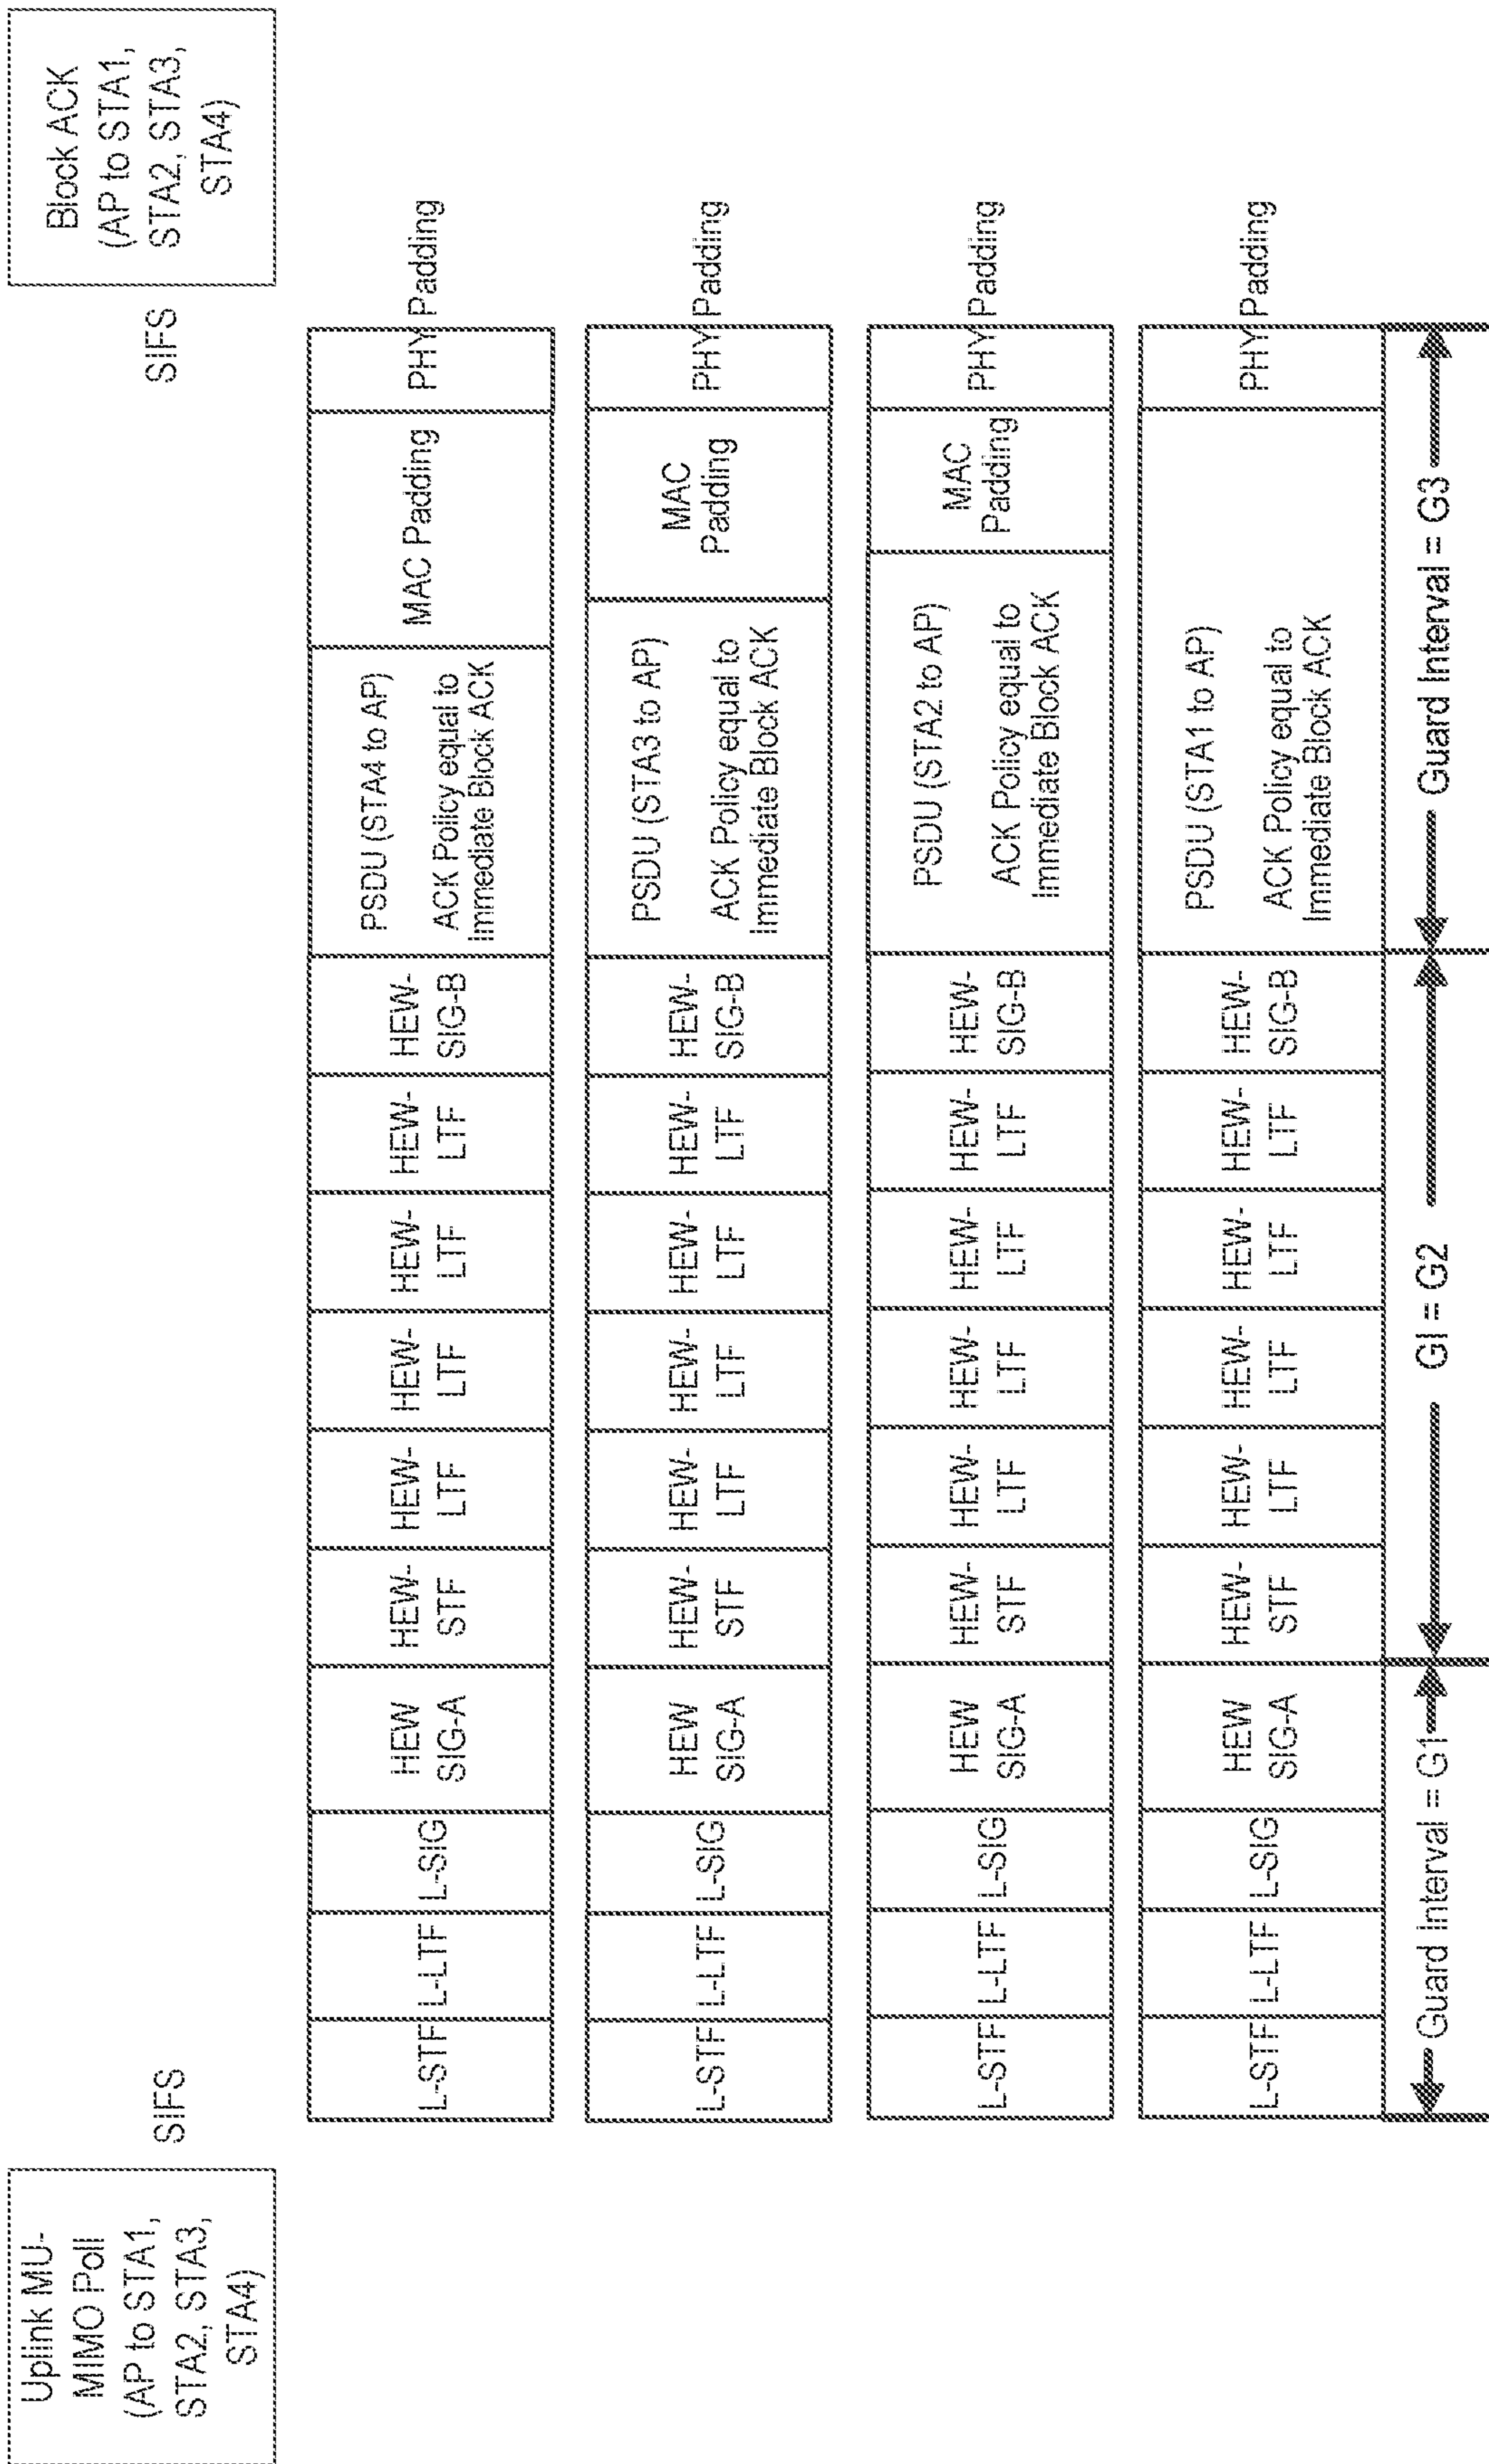 Uplink MU-
MIMO Poll
(AP to STA1,
STA2, STA3,
STA4)
SIFS
SIFS
Block ACK
(AP to STA1,
STA2, STA3,
STA4)
L-STF
L-LTF
L-SIG
HEW
SIG-A
HEW-
STF
HEW-
LTF
HEW-
LTF
HEW-
LTF
HEW-
LTF
HEW-
SIG-B
PSDU (STA4 to AP)
ACK Policy equal to
Immediate Block ACK
MAC Padding
PHY Padding
L-STF
L-LTF
L-SIG
HEW
SIG-A
HEW-
STF
HEW-
LTF
HEW-
LTF
HEW-
LTF
HEW-
LTF
HEW-
SIG-B
PSDU (STA3 to AP)
ACK Policy equal to
Immediate Block ACK
MAC
Padding
PHY Padding
L-STF
L-LTF
L-SIG
HEW
SIG-A
HEW-
STF
HEW-
LTF
HEW-
LTF
HEW-
LTF
HEW-
LTF
HEW-
SIG-B
PSDU (STA2 to AP)
ACK Policy equal to
Immediate Block ACK
MAC
Padding
PHY Padding
L-STF
L-LTF
L-SIG
HEW
SIG-A
HEW-
STF
HEW-
LTF
HEW-
LTF
HEW-
LTF
HEW-
LTF
HEW-
SIG-B
PSDU (STA1 to AP)
ACK Policy equal to
Immediate Block ACK
PHY Padding
Guard Interval = G1
GI = G2
Guard Interval = G3